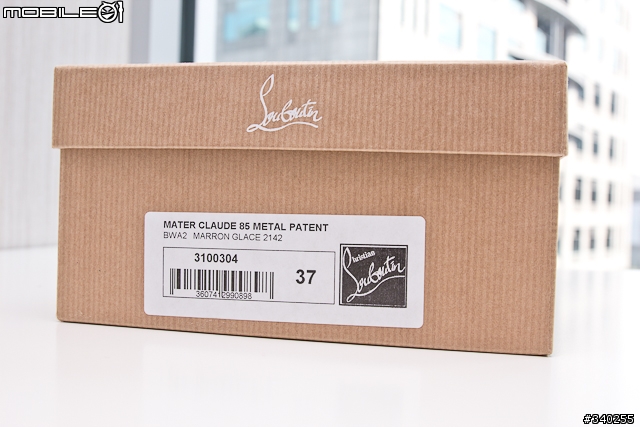 MOBILE01
Louboutin
MATER CLAUDE 85 METAL PATENT
BWA2 MARRON GLACE 2142
3100304
37
3607412990898
Christian
Louboutin
#340255